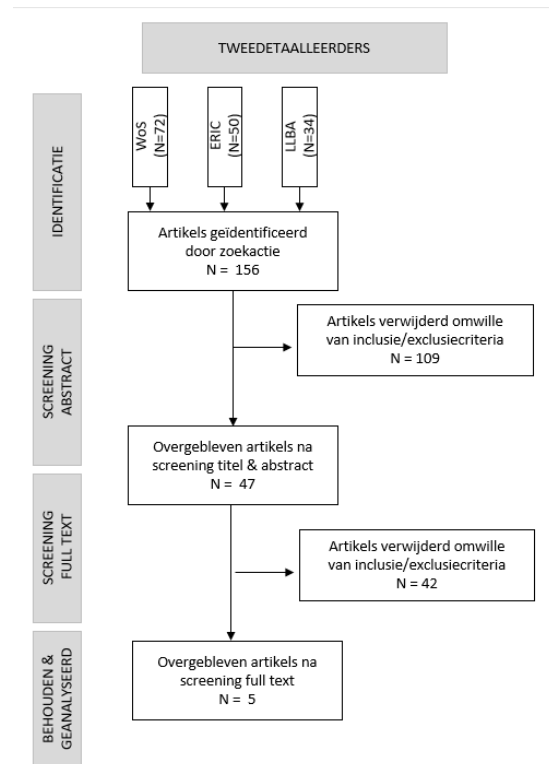 TWEEDETAALLEERDERS
IDENTIFICATIE
WoS
(N=72)
ERIC
(N=50)
LLBA
(N=34)
Artikels geïdentificeerd
door zoekactie
N = 156
SCREENING
ABSTRACT
Artikels verwijderd omwille
van inclusie/exclusiecriteria
N = 109
Overgebleven artikels na
screening titel & abstract
N = 47
SCREENING
FULL TEXT
Artikels verwijderd omwille
van inclusie/exclusiecriteria
N = 42
BEHOUDEN &
GEANALYSEERD
Overgebleven artikels na
screening full text
N = 5